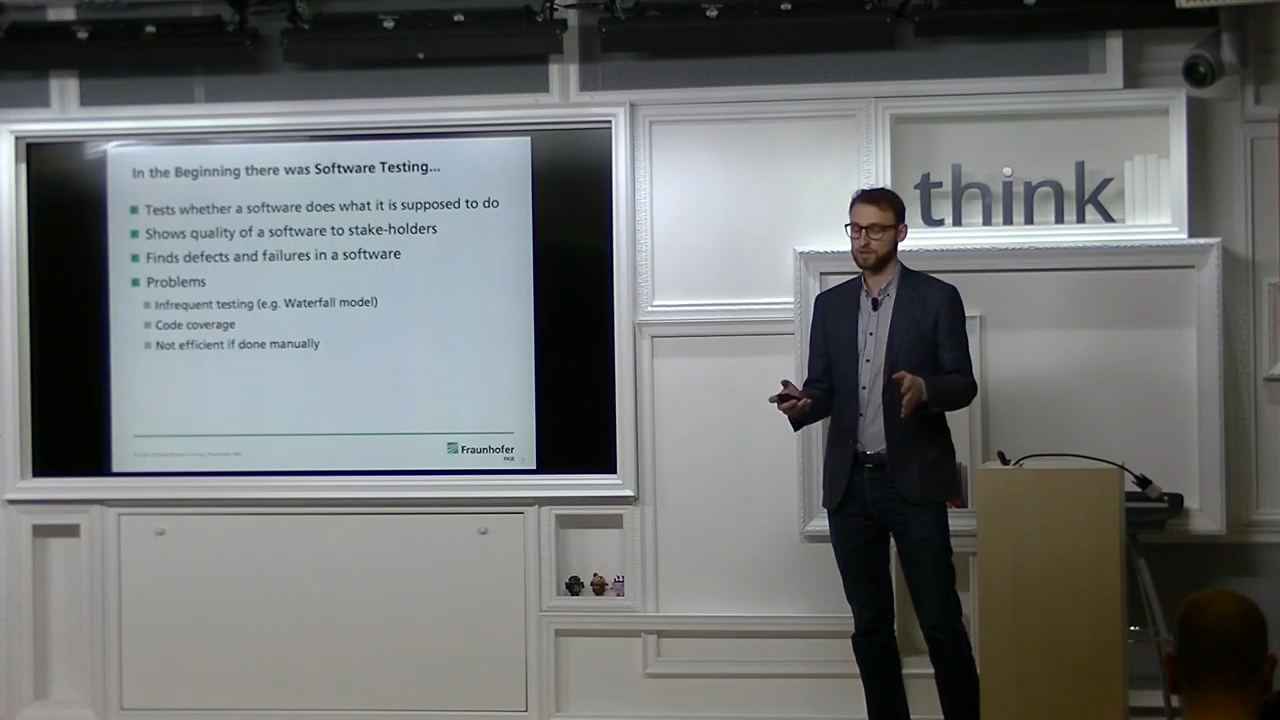 In the Beginning there was Software Testing...
Tests whether a software does what it is supposed to do
Shows quality of a software to stake-holders
Finds defects and failures in a software
Problems
Infrequent testing (e.g. Waterfall model)
Code coverage
Not efficient if done manually
Fraunhofer
FKIE
7
think